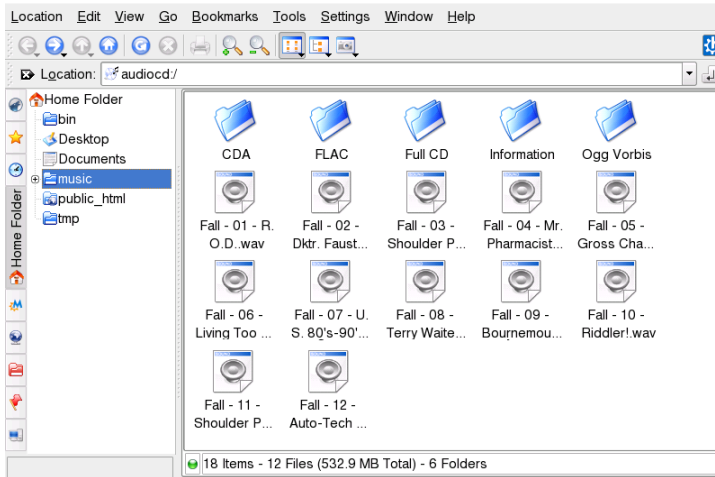 Location Edit View Go Bookmarks Tools Settings Window Help
Location: audiocd:/
Home Folder
bin
Desktop
Documents
music
public_html
tmp
Home Folder
CDA FLAC Full CD Information Ogg Vorbis
Fall - 01 - R. Fall - 02 - Fall - 03 - Fall - 04 - Mr. Fall - 05 -
O.D..wav Dktr. Faust... Shoulder P... Pharmacist... Gross Cha...
Fall - 06 - Fall - 07 - U. Fall - 08 - Fall - 09 - Fall - 10 -
Living Too ... S. 80's-90'... Terry Waite... Bournemou... Riddler!.wav
Fall - 11 - Fall - 12 -
Shoulder P... Auto-Tech ...
18 Items - 12 Files (532.9 MB Total) - 6 Folders